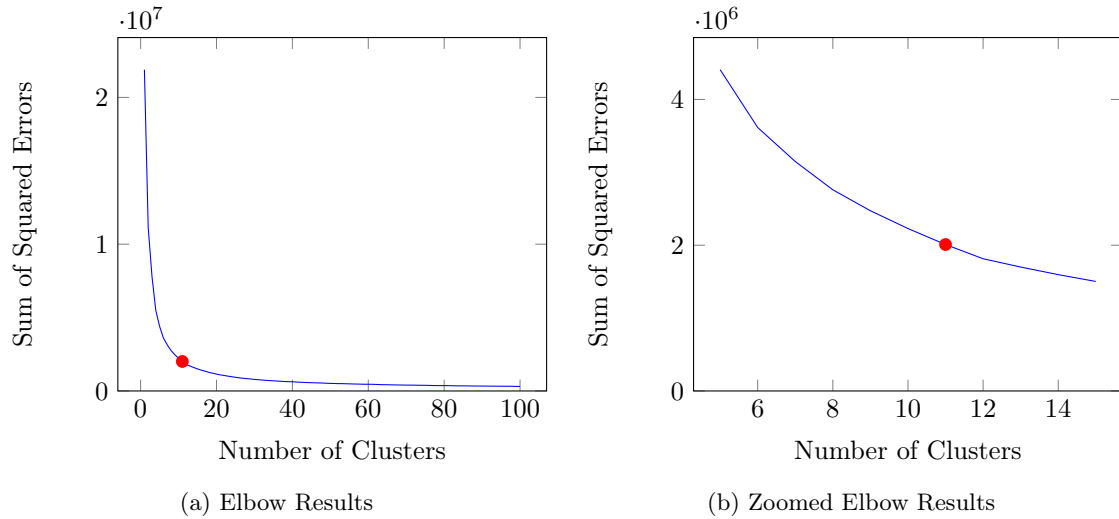 ·10^7
2
1
0
0 20 40 60 80 100
Sum of Squared Errors
Number of Clusters
(a) Elbow Results
·10^6
4
2
0
6 8 10 12 14
Sum of Squared Errors
Number of Clusters
(b) Zoomed Elbow Results